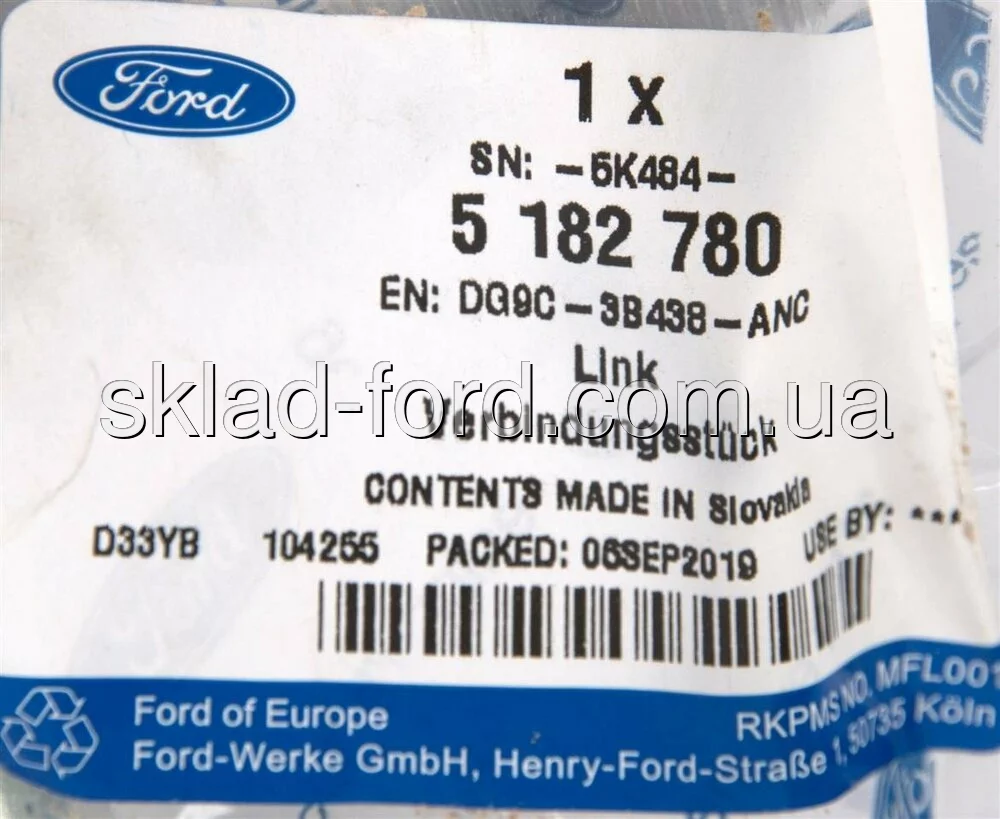 Ford
1 x
SN: -5K484-
5 182 780
EN: DG9C-3B438-ANC
Link
sklad-ford.com.ua
Verbindungsstück
CONTENTS MADE IN Slovakia
D33YB 104255 PACKED: 06SEP2019 USE BY: ***
Ford of Europe RKPMS NO. MFL001
Ford-Werke GmbH, Henry-Ford-Straße 1, 50735 Köln